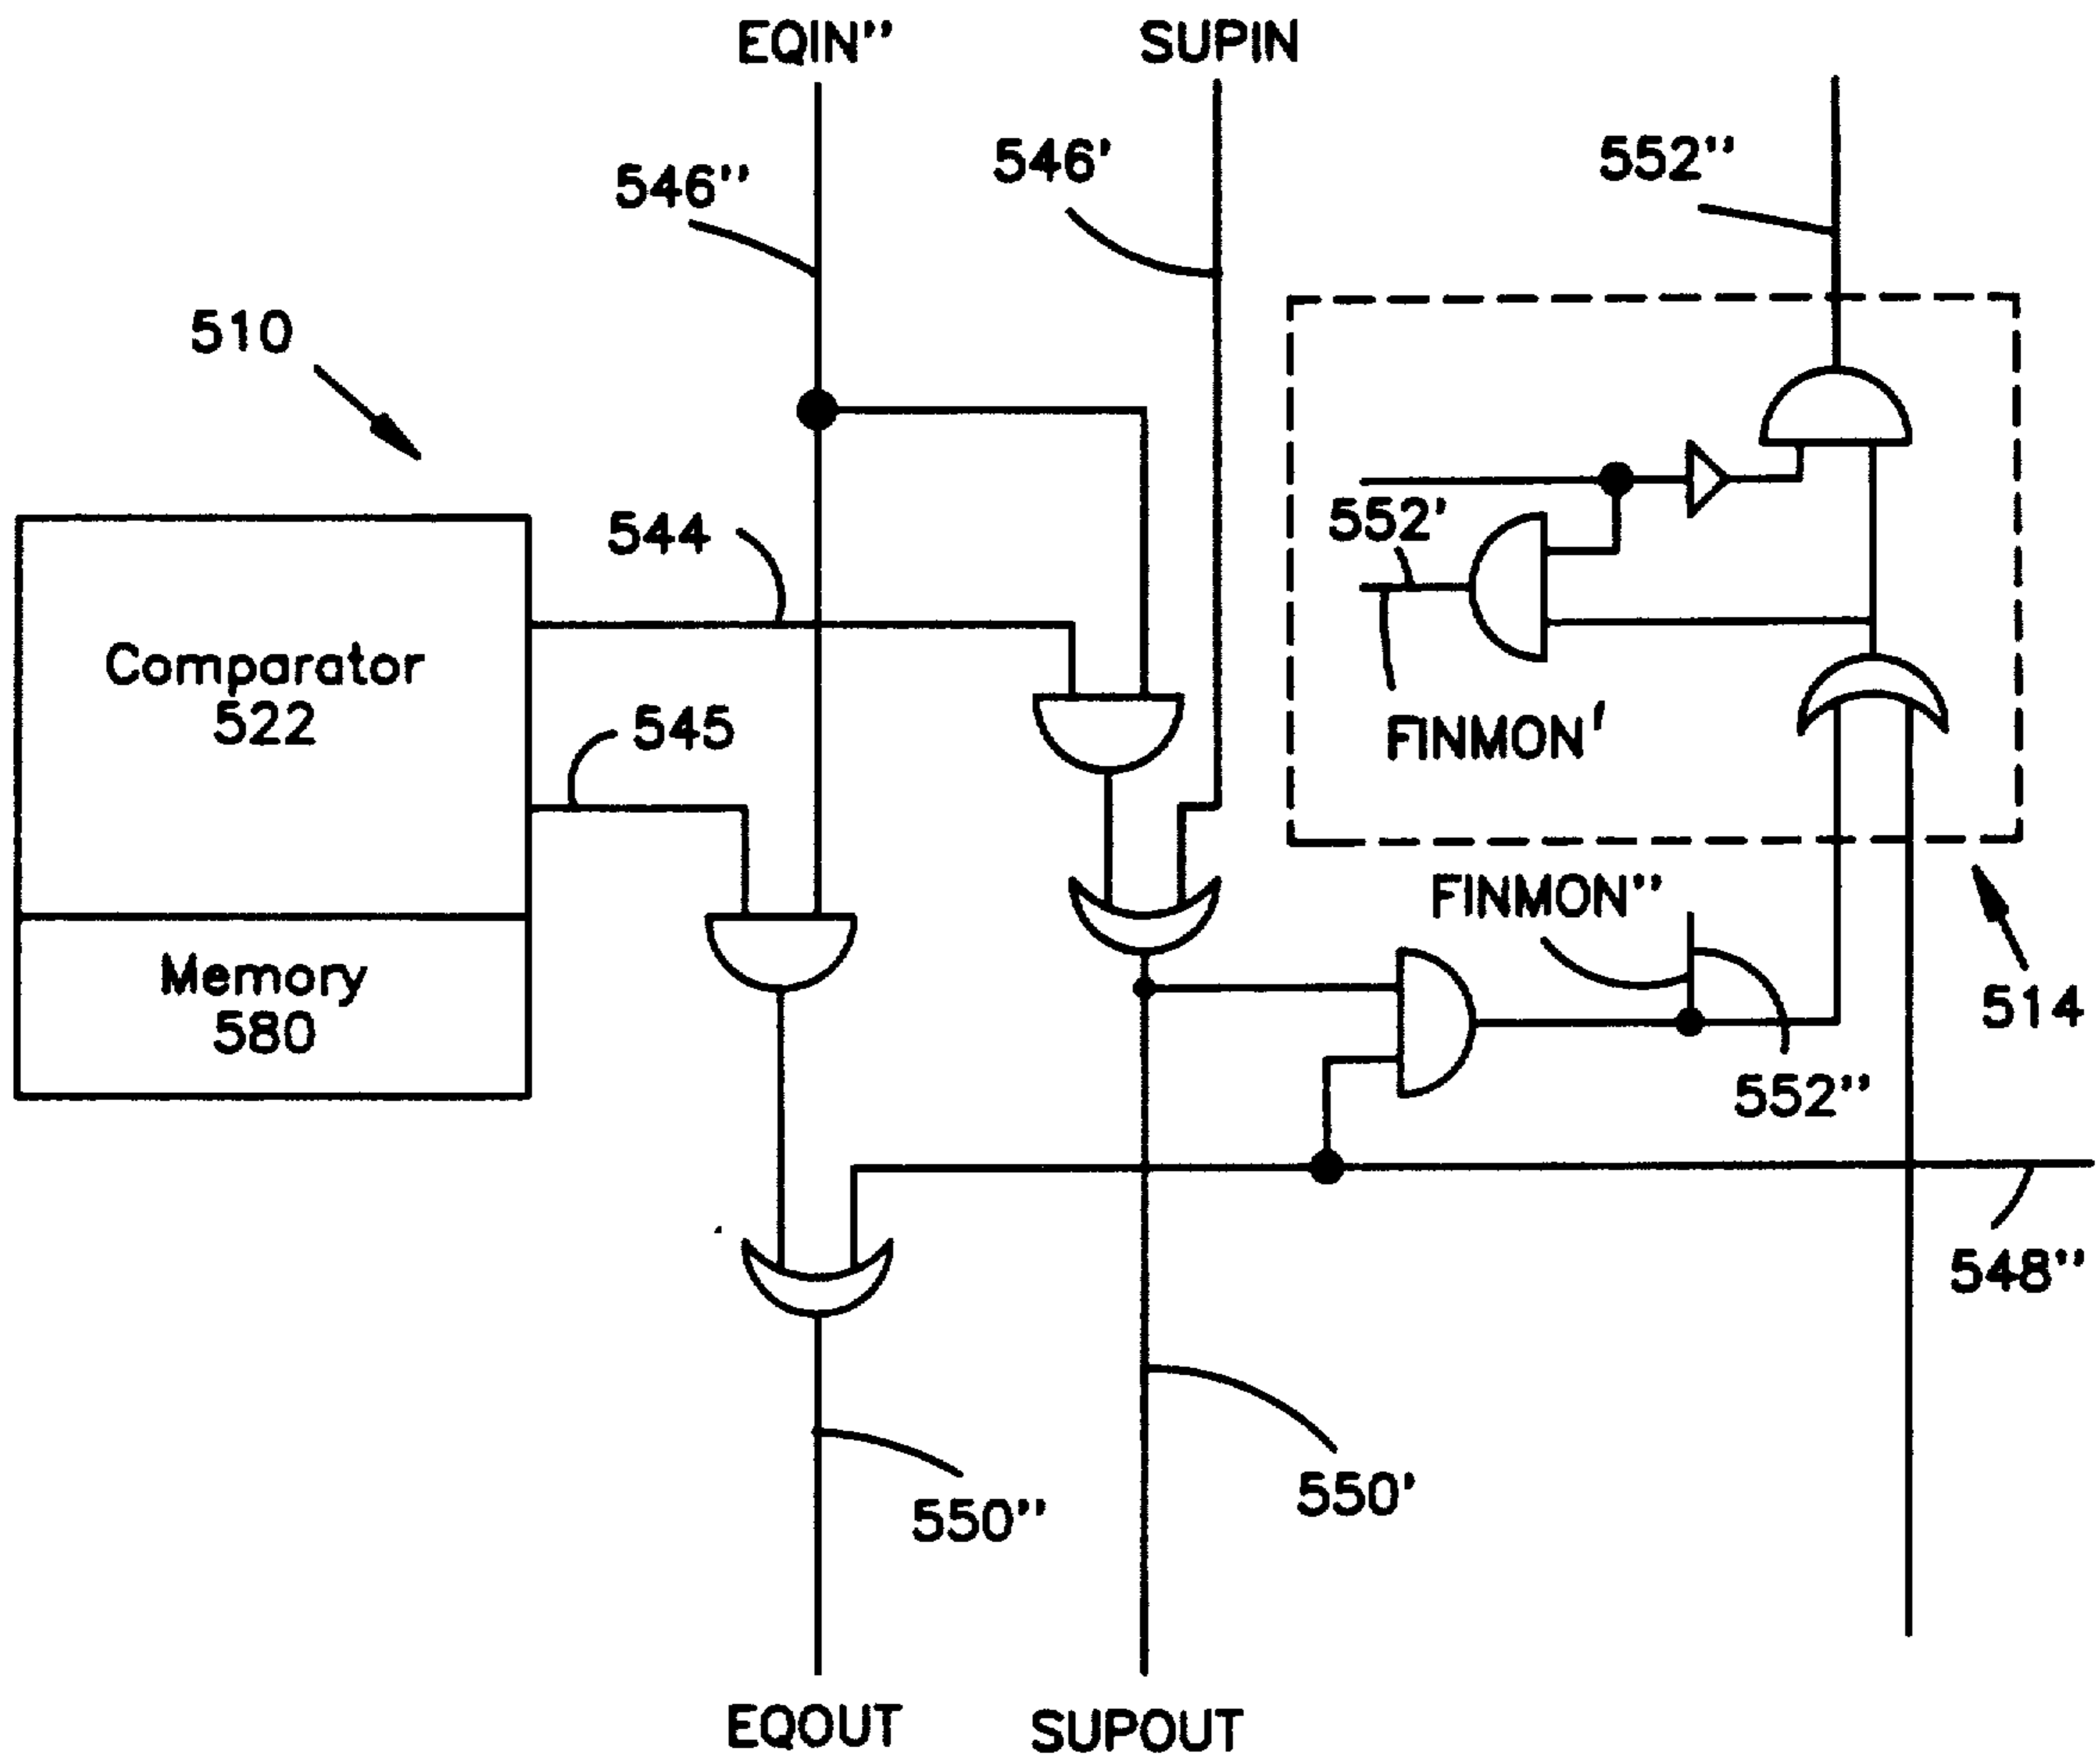 EQIN"
SUPIN
546"
546'
552"
510
544
552'
Comparator
522
545
FINMON'
FINMON"
Memory
580
514
552"
548"
550"
550'
EQOUT
SUPOUT